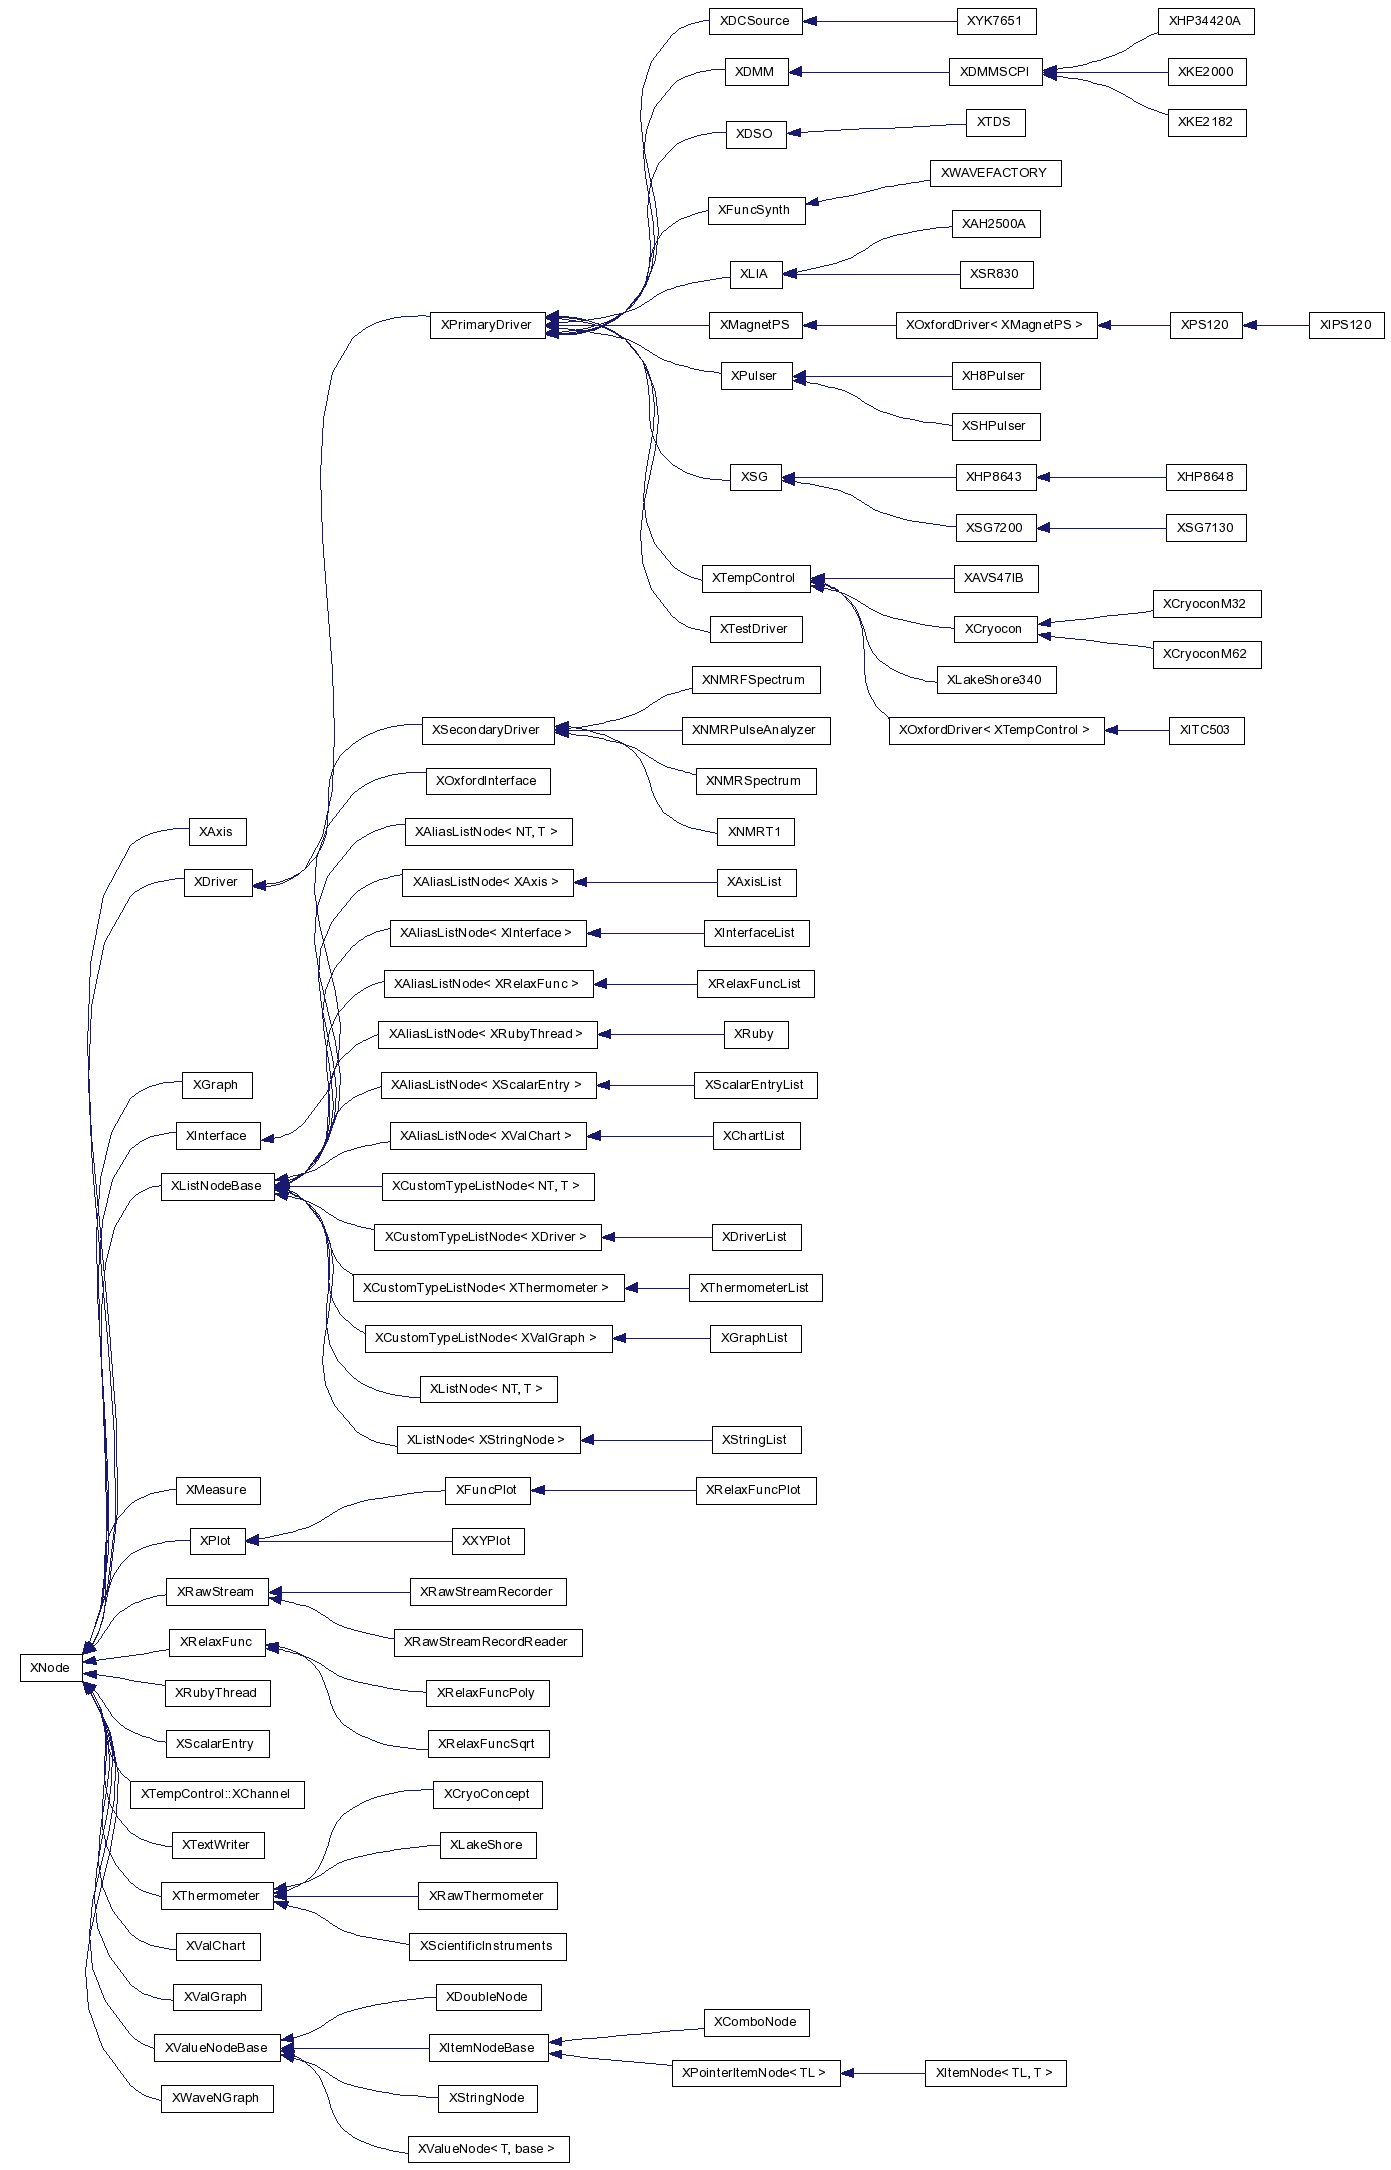 XDCSource
XYK7651
XHP34420A
XDMM
XDMMSCPI
XKE2000
XDSO
XTDS
XKE2182
XWAVEFACTORY
XFuncSynth
XAH2500A
XLIA
XSR830
XPrimaryDriver
XMagnetPS
XOxfordDriver< XMagnetPS >
XPS120
XIPS120
XPulser
XH8Pulser
XSHPulser
XSG
XHP8643
XHP8648
XSG7200
XSG7130
XTempControl
XAVS47IB
XCryoconM32
XTestDriver
XCryocon
XCryoconM62
XNMRFSpectrum
XLakeShore340
XSecondaryDriver
XNMRPulseAnalyzer
XOxfordDriver< XTempControl >
XITC503
XOxfordInterface
XNMRSpectrum
XAxis
XAliasListNode< NT, T >
XNMRT1
XDriver
XAliasListNode< XAxis >
XAxisList
XAliasListNode< XInterface >
XInterfaceList
XAliasListNode< XRelaxFunc >
XRelaxFuncList
XAliasListNode< XRubyThread >
XRuby
XGraph
XAliasListNode< XScalarEntry >
XScalarEntryList
XInterface
XAliasListNode< XValChart >
XChartList
XListNodeBase
XCustomTypeListNode< NT, T >
XCustomTypeListNode< XDriver >
XDriverList
XCustomTypeListNode< XThermometer >
XThermometerList
XCustomTypeListNode< XValGraph >
XGraphList
XListNode< NT, T >
XListNode< XStringNode >
XStringList
XMeasure
XFuncPlot
XRelaxFuncPlot
XPlot
XXYPlot
XRawStream
XRawStreamRecorder
XRelaxFunc
XRawStreamRecordReader
XNode
XRubyThread
XRelaxFuncPoly
XScalarEntry
XRelaxFuncSqrt
XTempControl::XChannel
XCryoConcept
XTextWriter
XLakeShore
XThermometer
XRawThermometer
XValChart
XScientificInstruments
XValGraph
XDoubleNode
XComboNode
XValueNodeBase
XItemNodeBase
XPointerItemNode< TL >
XItemNode< TL, T >
XWaveNGraph
XStringNode
XValueNode< T, base >